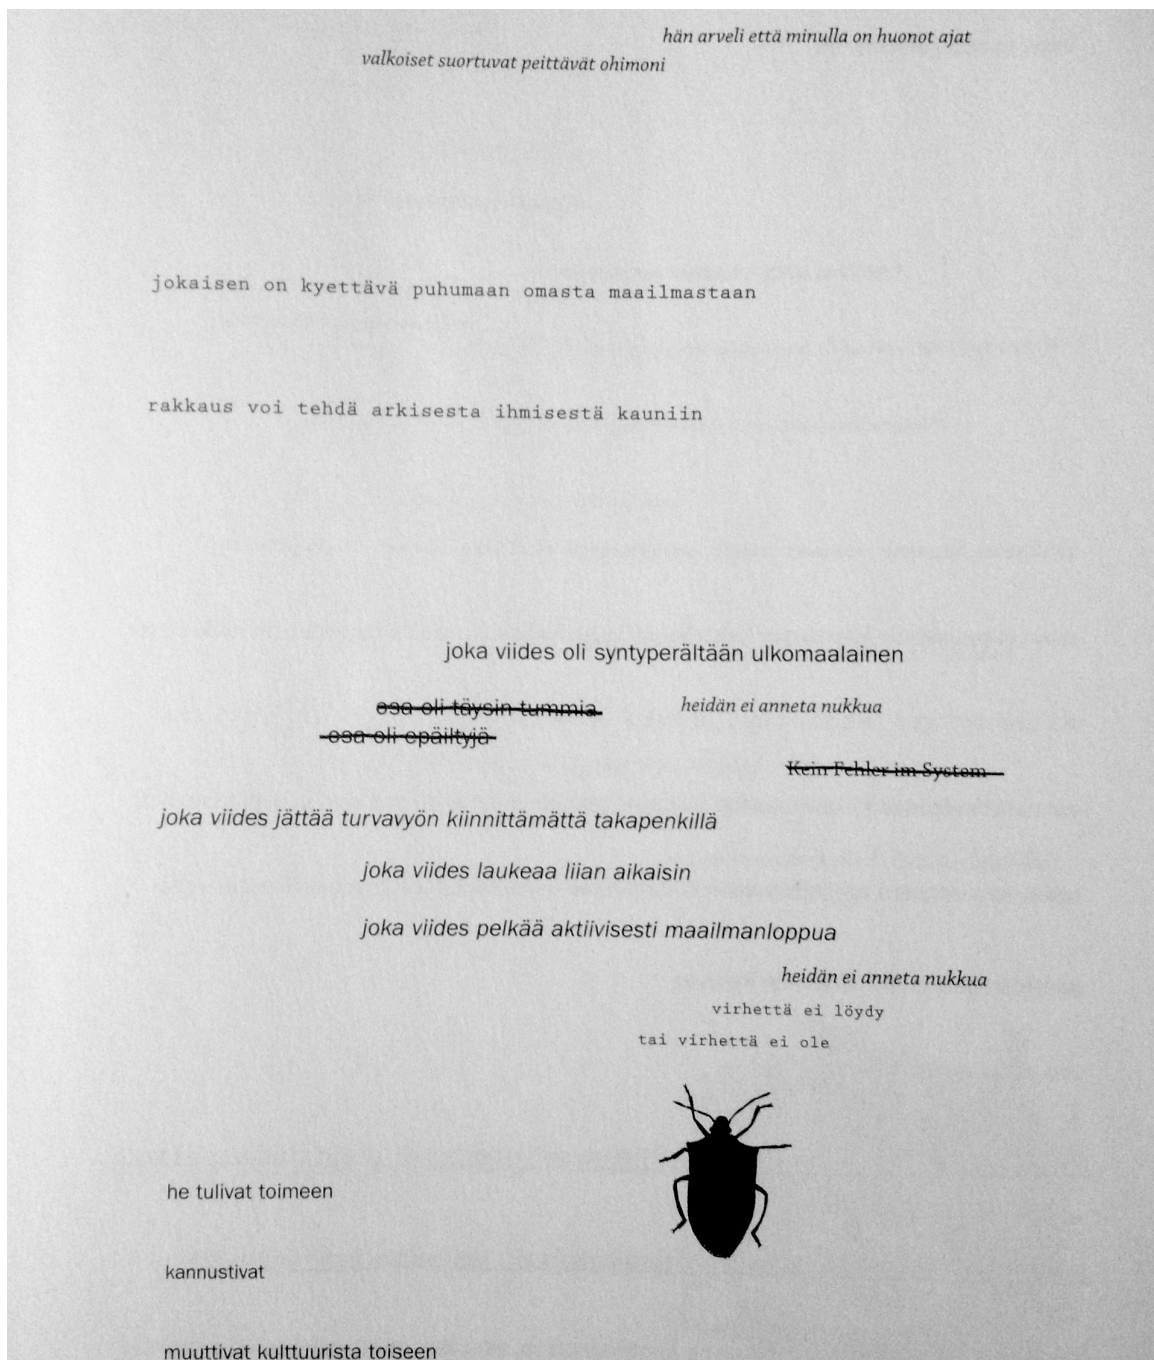 hän arveli että minulla on huonot ajat
valkoiset suortuvat peittävät ohimoni
jokaisen on kyettävä puhumaan omasta maailmastaan
rakkaus voi tehdä arkisesta ihmisestä kauniin
joka viides oli syntyperältään ulkomaalainen
osa oli täysin tummia
heidän ei anneta nukkua
osa oli epäiltyjä
Kein Fehler im System
joka viides jättää turvavyön kiinnittämättä takapenkillä
joka viides laukeaa liian aikaisin
joka viides pelkää aktiivisesti maailmanloppua
heidän ei anneta nukkua
virhettä ei löydy
tai virhettä ei ole
he tulivat toimeen
kannustivat
muuttivat kulttuurista toiseen